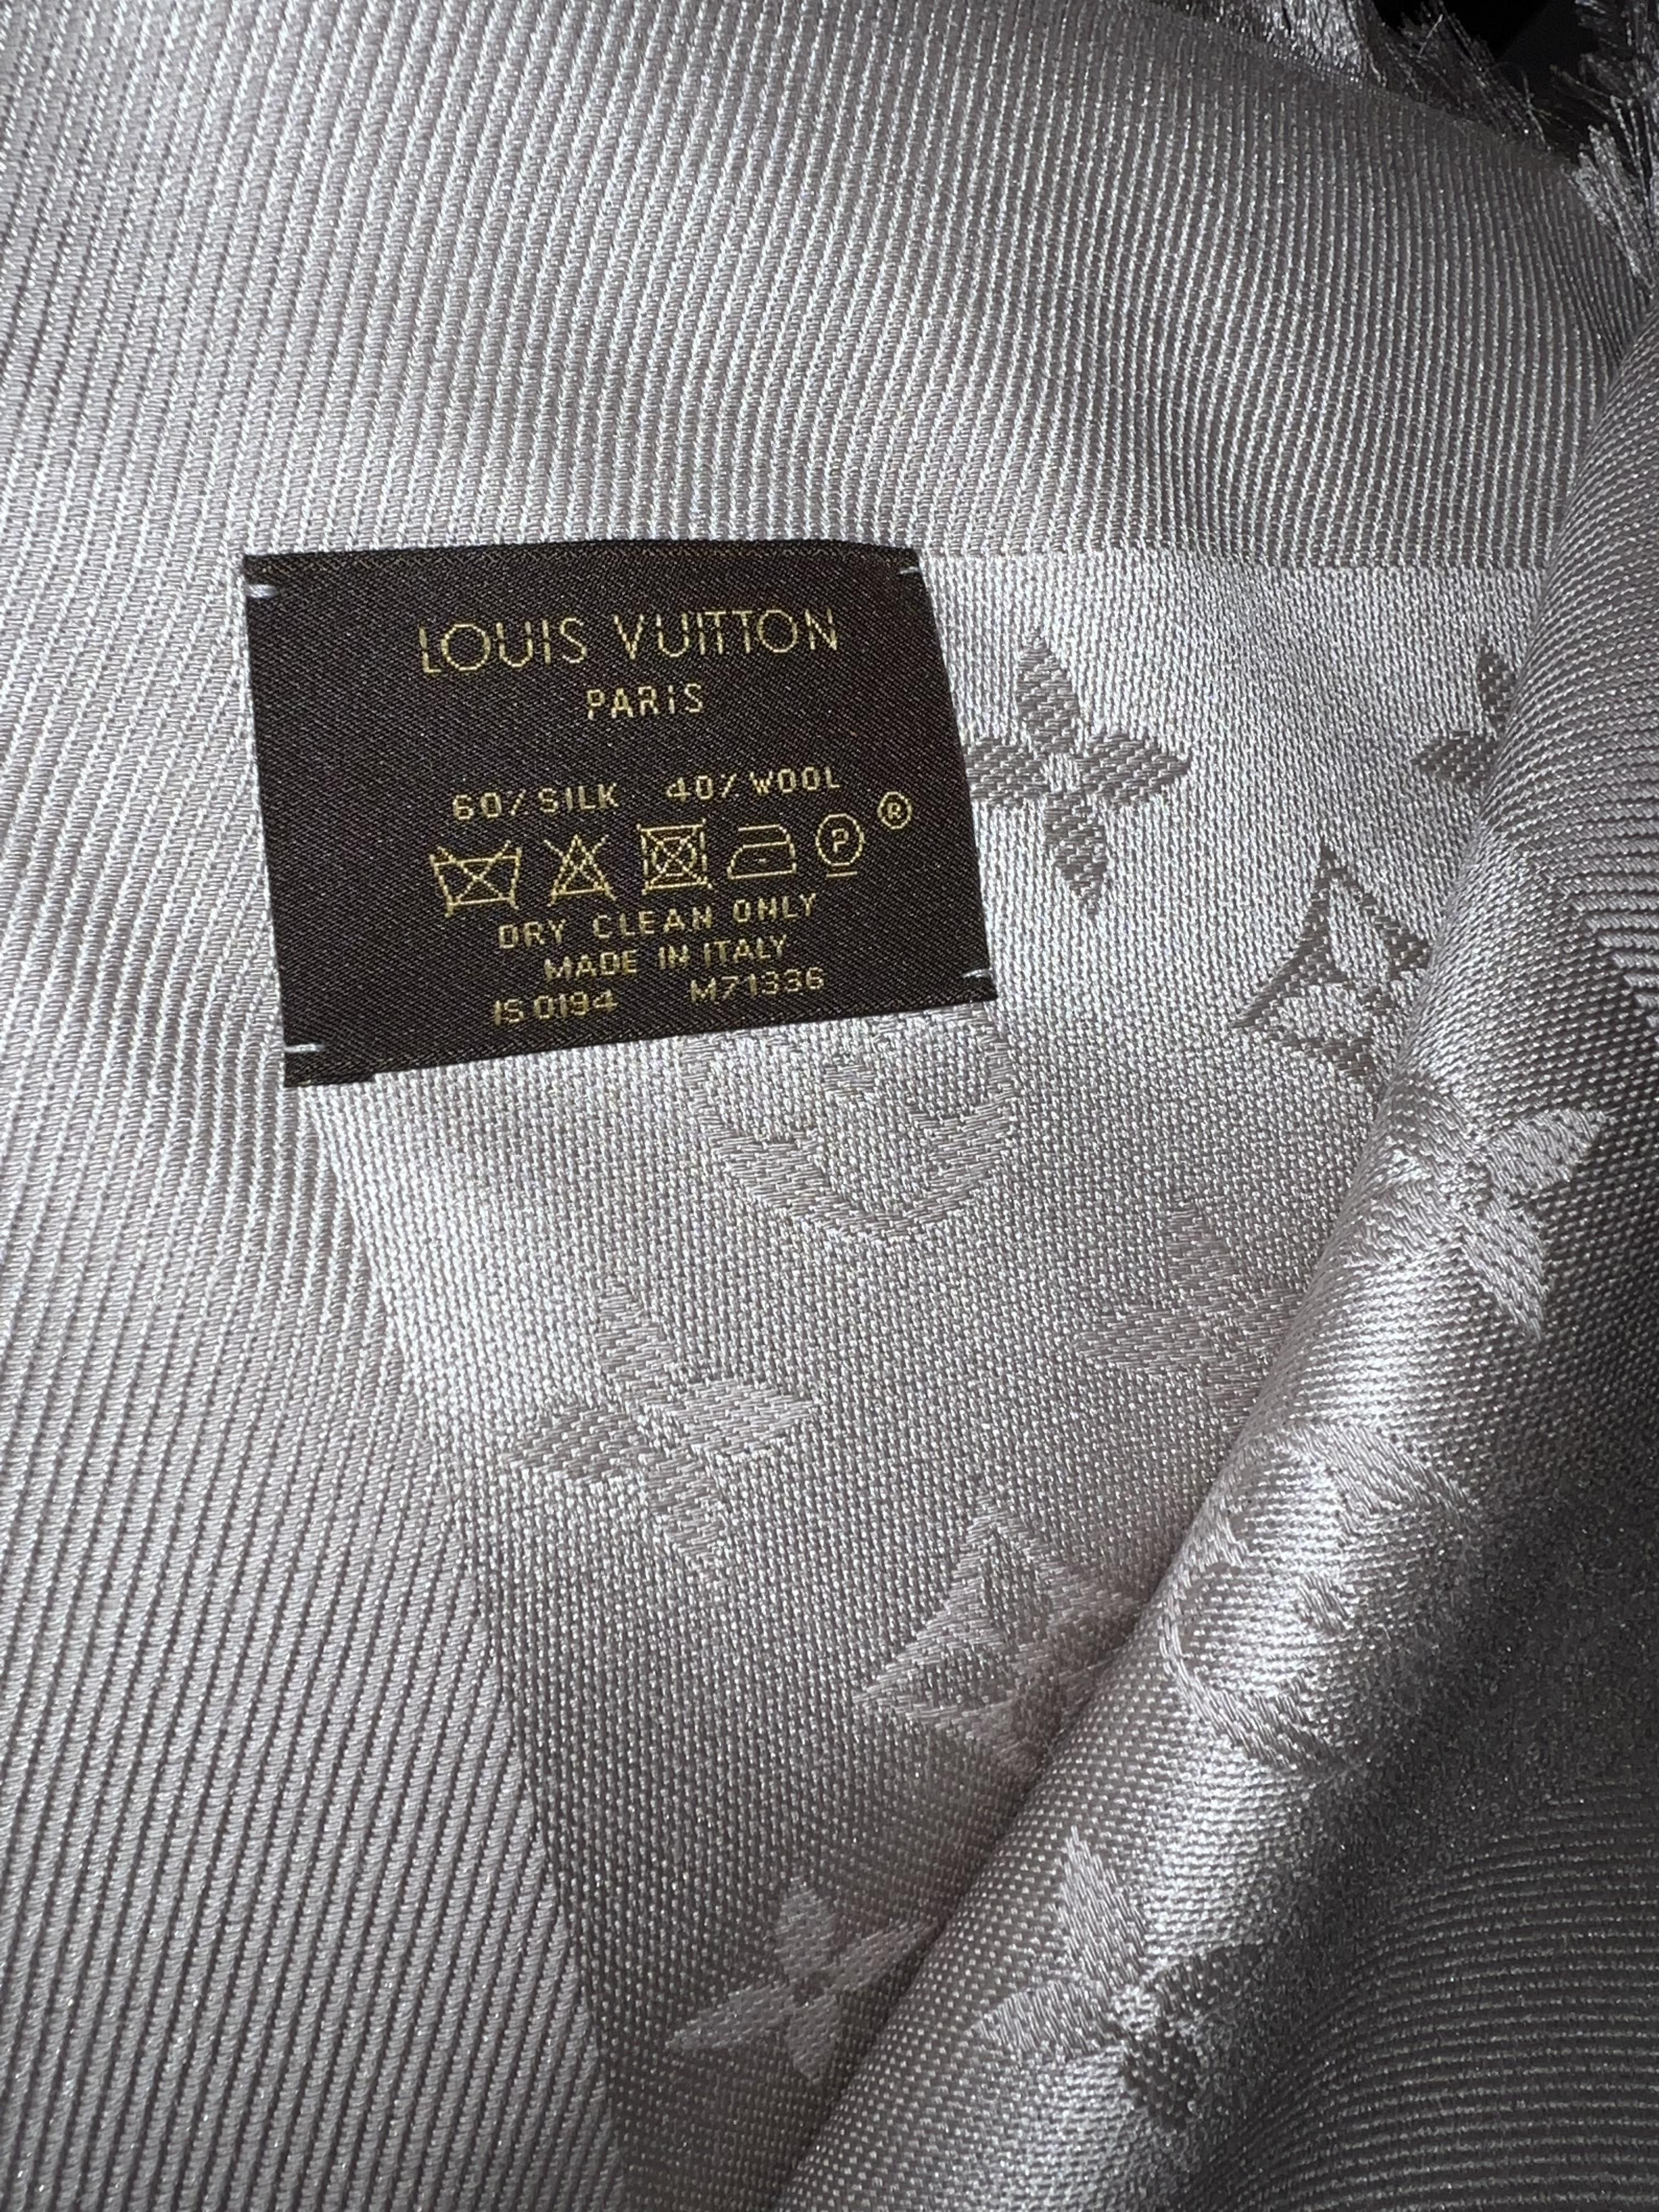 LOUIS VUITTON
PARIS
60% SILK 40% WOOL
P ®
DRY CLEAN ONLY
MADE IN ITALY
IS 0194 M71336